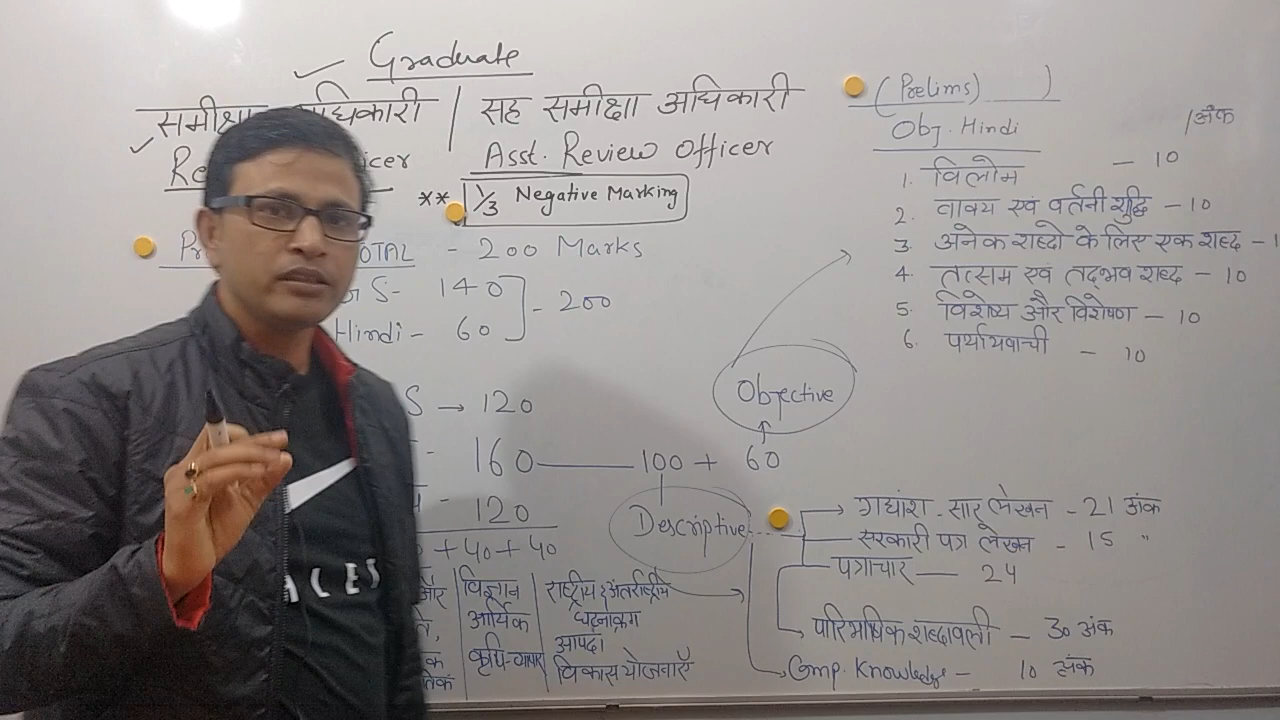 Graduate
समीक्षा अधिकारी / सह समीक्षा अधिकारी
Asst. Review Officer
** 1/3 Negative Marking
TOTAL - 200 Marks
G S - 140
Hindi - 60 ] - 200
S → 120
- 160 — 100 + 60
- 120
+ 40 + 40
विज्ञान
आर्थिक
कृषि-व्यापार
राष्ट्रीय, अंतर्राष्ट्रीय
घटनाक्रम
आपदा
विकास योजनाएँ
Objective
Descriptive
(Prelims)
Obj. Hindi /अंक
1. विलोम - 10
2. वाक्य एवं वर्तनी शुद्धि - 10
3. अनेक शब्दो के लिए एक शब्द - 1
4. तत्सम एवं तद्भव शब्द - 10
5. विशेष्य और विशेषण - 10
6. पर्यायवाची - 10
गद्यांश - सार लेखन - 21 अंक
सरकारी पत्र लेखन - 15 "
पत्राचार — 24
पारिभाषिक शब्दावली - 30 अंक
Comp. Knowledge - 10 अंक
ACES